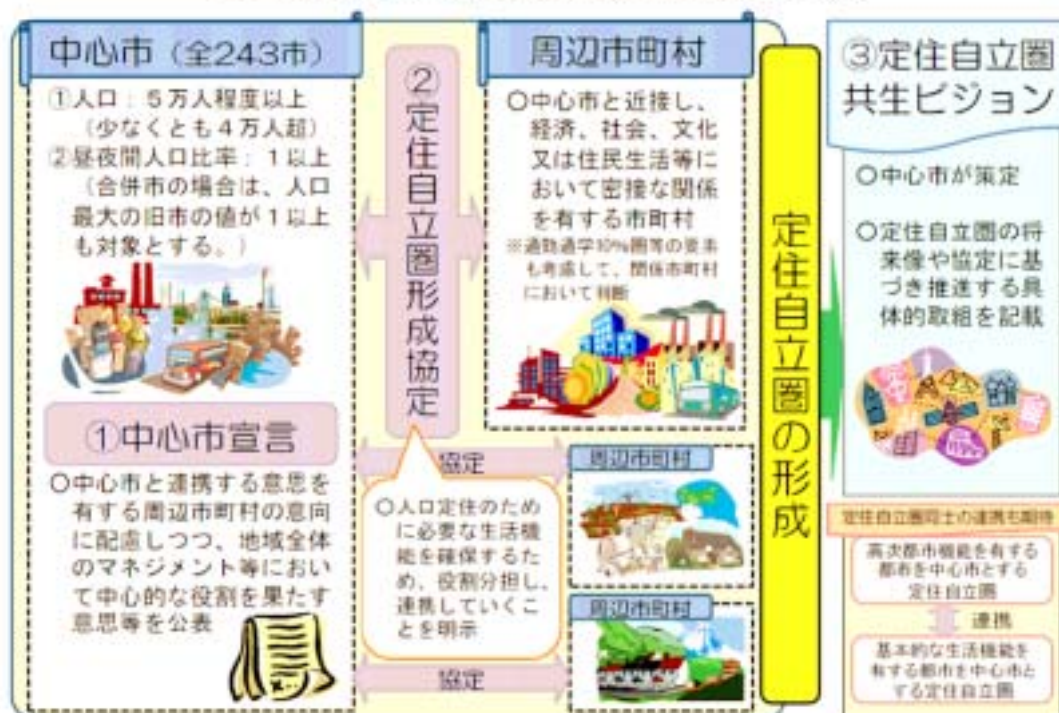 中心市（全243市）
①人口：５万人程度以上
（少なくとも４万人超）
②昼夜間人口比率：１以上
（合併市の場合は、人口
最大の旧市の値が１以上
も対象とする。）
①中心市宣言
○中心市と連携する意思を
有する周辺市町村の意向
に配慮しつつ、地域全体
のマネジメント等におい
て中心的な役割を果たす
意思等を公表
②定住自立圏形成協定
協定
○人口定住のため
に必要な生活機
能を確保するた
め、役割分担し、
連携していくこ
とを明示
協定
周辺市町村
○中心市と近接し、
経済、社会、文化
又は住民生活等に
おいて密接な関係
を有する市町村
※通勤通学10%圏等の要素
も考慮して、関係市町村
において判断
周辺市町村
周辺市町村
定住自立圏の形成
③定住自立圏
共生ビジョン
○中心市が策定
○定住自立圏の将
来像や協定に基
づき推進する具
体的取組を記載
定住自立圏同士の連携も期待
高次都市機能を有する
都市を中心市とする
定住自立圏
連携
基本的な生活機能を
有する都市を中心市と
する定住自立圏